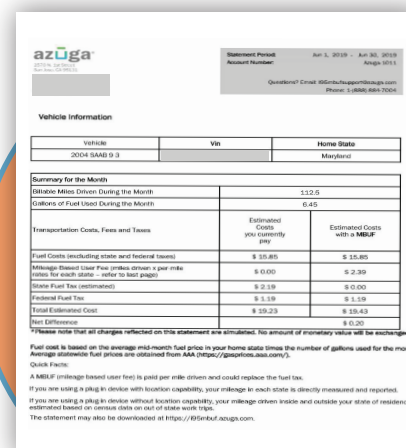 azūga
Statement Period: Jun 1, 2019 - Jun 30, 2019
Account Number: Azuga 1011
Questions? Email: i95mbufsupport@azuga.com
Phone: 1-(888) 884-7004
Vehicle Information
Vehicle Vin Home State
2004 SAAB 9 3 Maryland
Summary for the Month
Billable Miles Driven During the Month 112.6
Gallons of Fuel Used During the Month 6.45
Transportation Costs, Fees and Taxes
Estimated
Costs
you currently
pay
Estimated Costs
with a MBUF
Fuel Costs (excluding state and federal taxes) $ 15.85 $ 15.85
Mileage Based User Fee (miles driven x per-mile
rates for each state – refer to last page) $ 0.00 $ 2.39
State Fuel Tax (estimated) $ 2.19 $ 0.00
Federal Fuel Tax $ 1.19 $ 1.19
Total Estimated Cost $ 19.23 $ 19.43
Net Difference $ 0.20
*Please note that all charges reflected on this statement are simulated. No amount of monetary value will be exchange
Fuel cost is based on the average mid-month fuel price in your home state times the number of gallons used for the mo
Average statewide fuel prices are obtained from AAA (https://gasprices.aaa.com/).
Quick Facts:
A MBUF (mileage based user fee) is paid per mile driven and could replace the fuel tax.
If you are using a plug in device with location capability, your mileage in each state is directly measured and reported.
If you are using a plug in device without location capability, your mileage driven inside and outside your state of residenc
estimated based on census data on out of state work trips.
The statement may also be downloaded at https://i95mbuf.azuga.com.